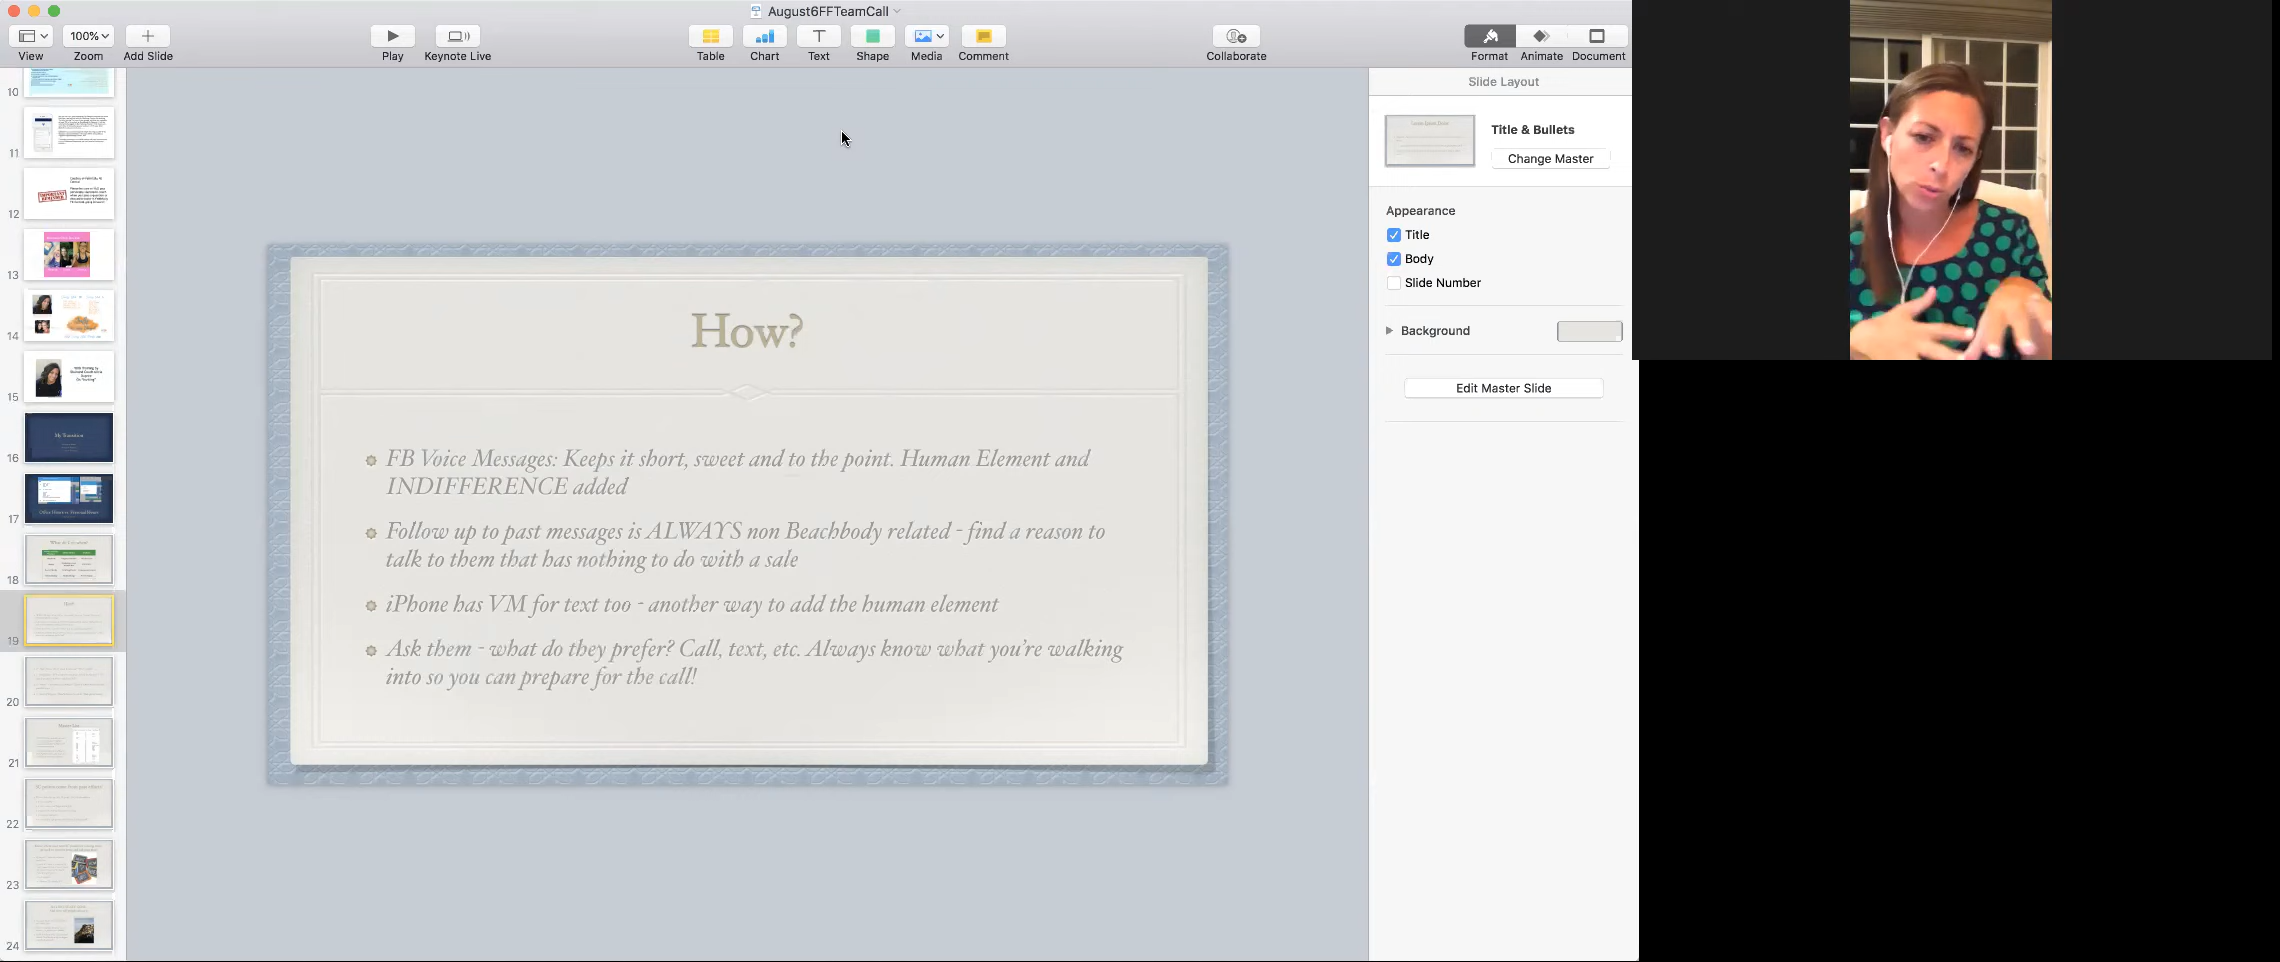 August6FFTeamCall
100%
View
Zoom
Add Slide
Play
Keynote Live
Table
Chart
Text
Shape
Media
Comment
Collaborate
Format
Animate
Document
10
11
12
13
14
15
16
17
18
19
20
21
22
23
24
IMPORTANT
REMINDER
My Transition
How?
FB Voice Messages: Keeps it short, sweet and to the point. Human Element and
INDIFFERENCE added
Follow up to past messages is ALWAYS non Beachbody related - find a reason to
talk to them that has nothing to do with a sale
iPhone has VM for text too - another way to add the human element
Ask them - what do they prefer? Call, text, etc. Always know what you're walking
into so you can prepare for the call!
Slide Layout
Title & Bullets
Change Master
Appearance
Title
Body
Slide Number
Background
Edit Master Slide